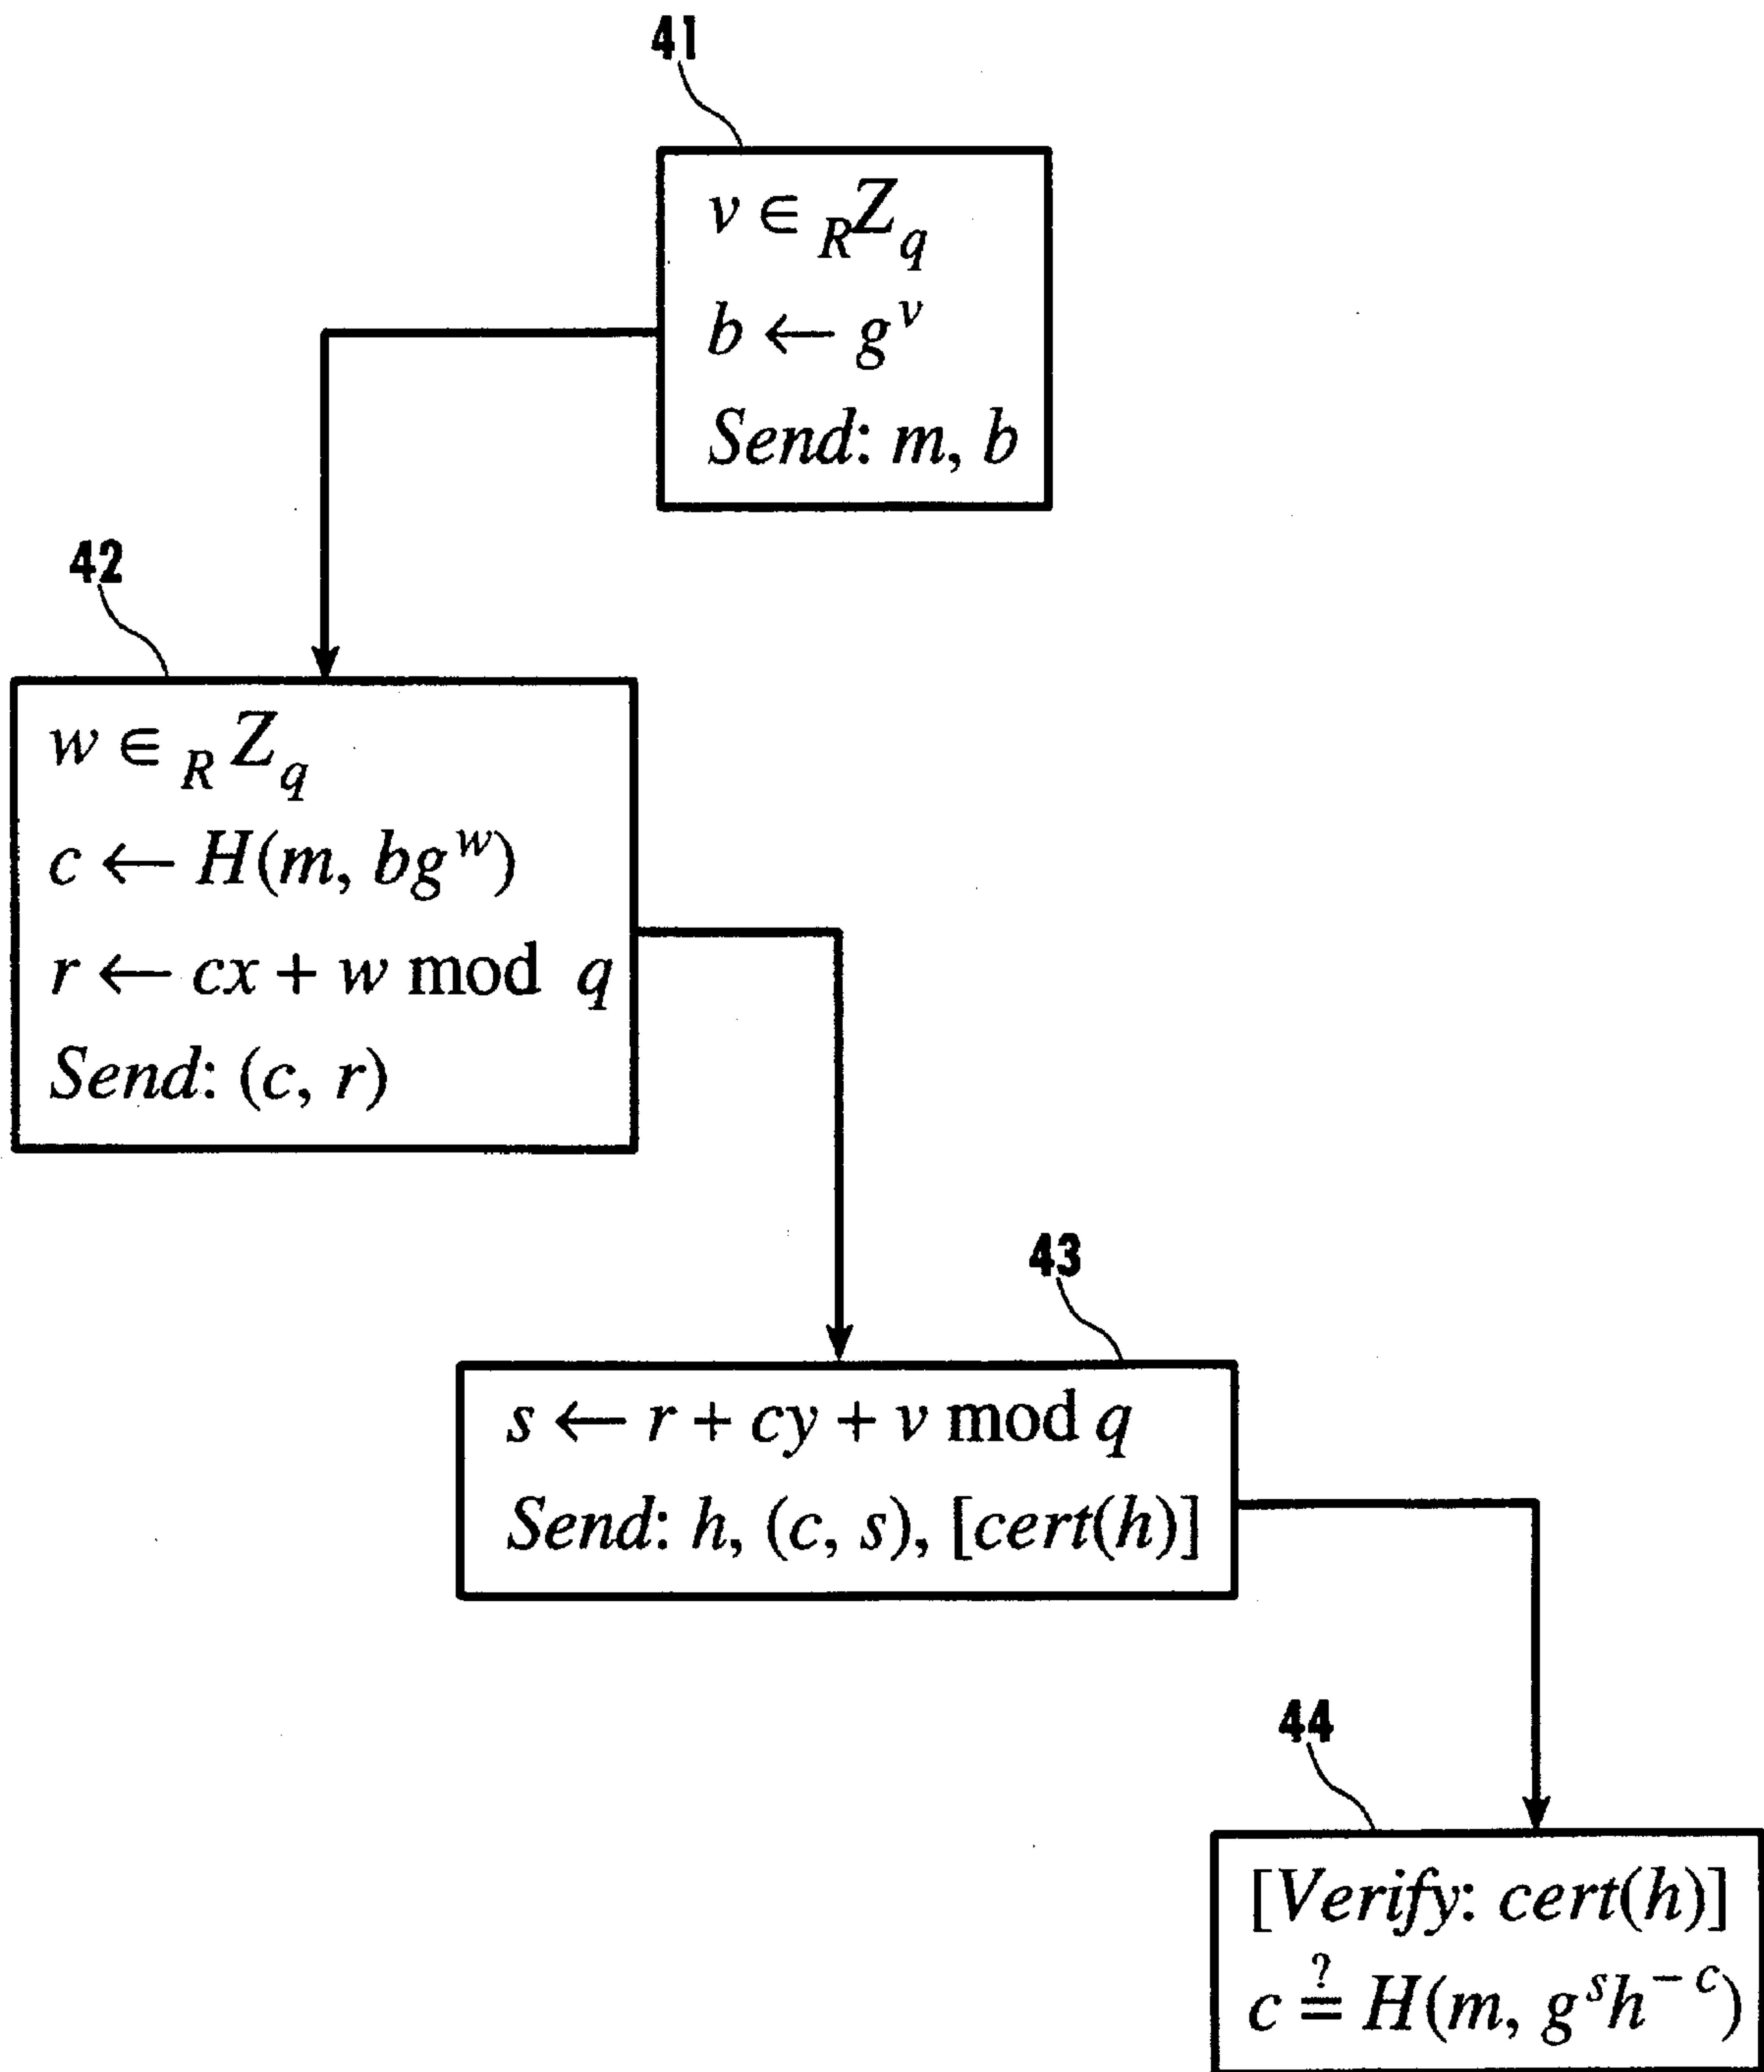 41
v ∈ _R Z_q
b ← g^v
Send: m, b
42
w ∈ _R Z_q
c ← H(m, bg^w)
r ← cx + w mod q
Send: (c, r)
43
s ← r + cy + v mod q
Send: h, (c, s), [cert(h)]
44
[Verify: cert(h)]
c ≟ H(m, g^s h^{-c})